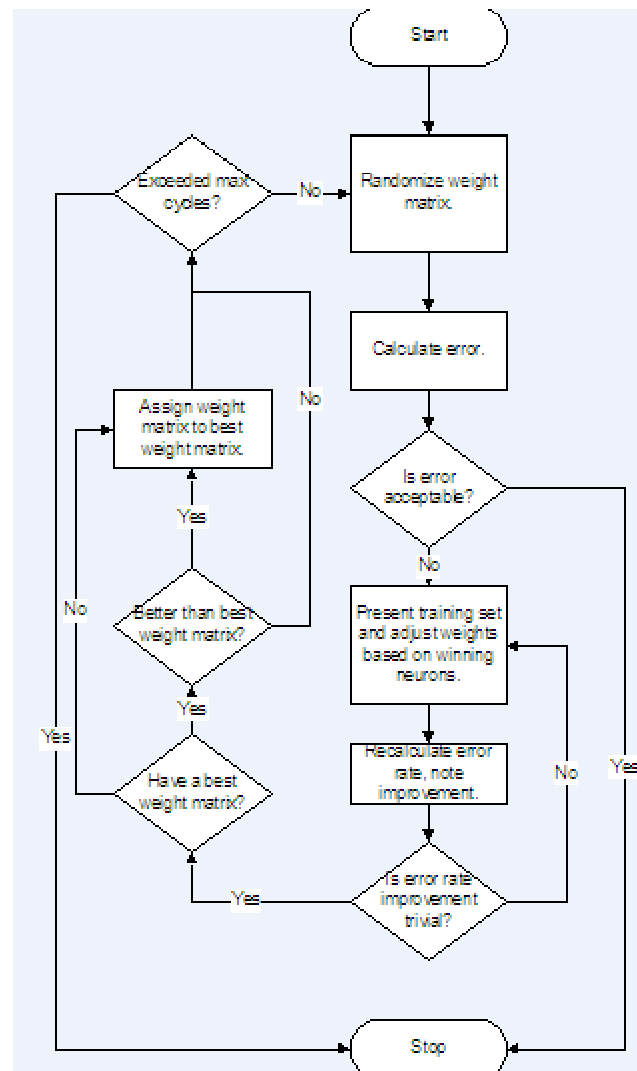 Start
Exceeded max
cycles?
No
Randomize weight
matrix.
Calculate error.
Assign weight
matrix to best
weight matrix.
No
Is error
acceptable?
Yes
No
Better than best
weight matrix?
No
Present training set
and adjust weights
based on winning
neurons.
Yes
Yes
Have a best
weight matrix?
Recalculate error
rate, note
improvement.
No
Yes
Is error rate
improvement
trivial?
Yes
Stop